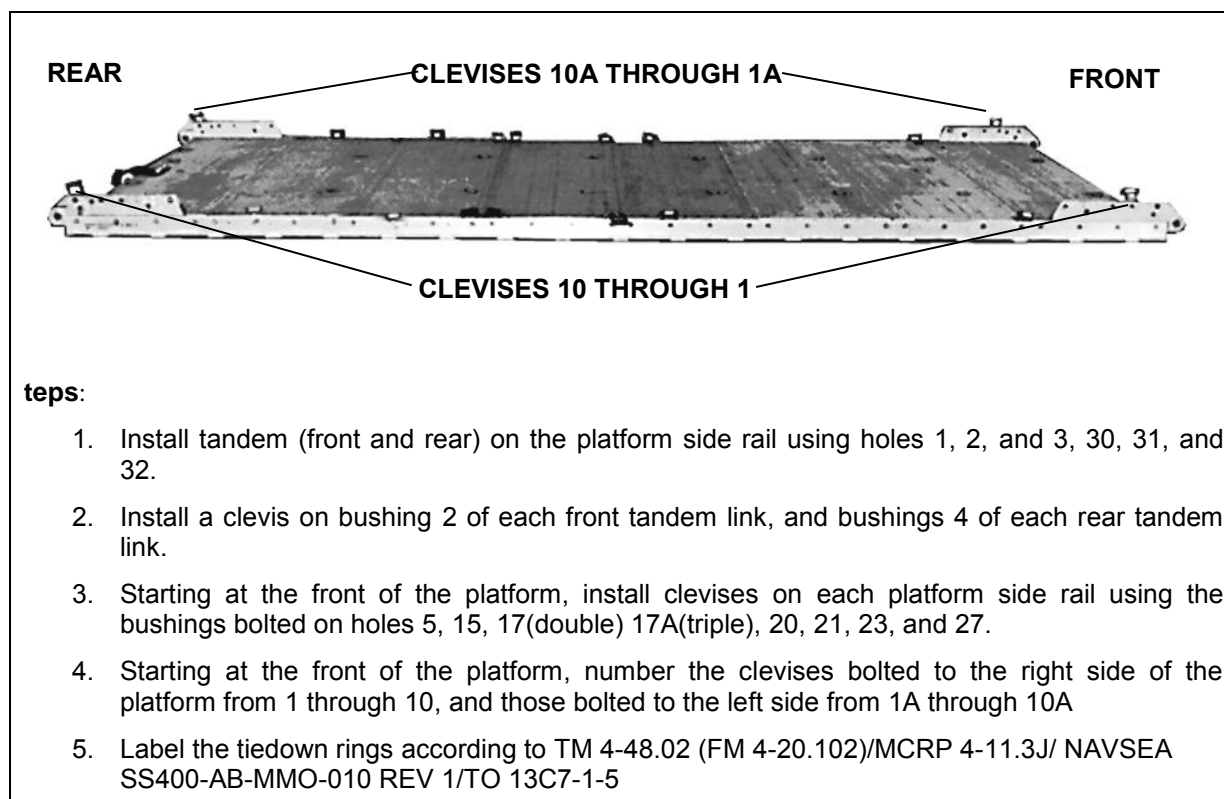 REAR
CLEVISES 10A THROUGH 1A
FRONT
CLEVISES 10 THROUGH 1
teps:
1. Install tandem (front and rear) on the platform side rail using holes 1, 2, and 3, 30, 31, and
32.
2. Install a clevis on bushing 2 of each front tandem link, and bushings 4 of each rear tandem
link.
3. Starting at the front of the platform, install clevises on each platform side rail using the
bushings bolted on holes 5, 15, 17(double) 17A(triple), 20, 21, 23, and 27.
4. Starting at the front of the platform, number the clevises bolted to the right side of the
platform from 1 through 10, and those bolted to the left side from 1A through 10A
5. Label the tiedown rings according to TM 4-48.02 (FM 4-20.102)/MCRP 4-11.3J/ NAVSEA
SS400-AB-MMO-010 REV 1/TO 13C7-1-5